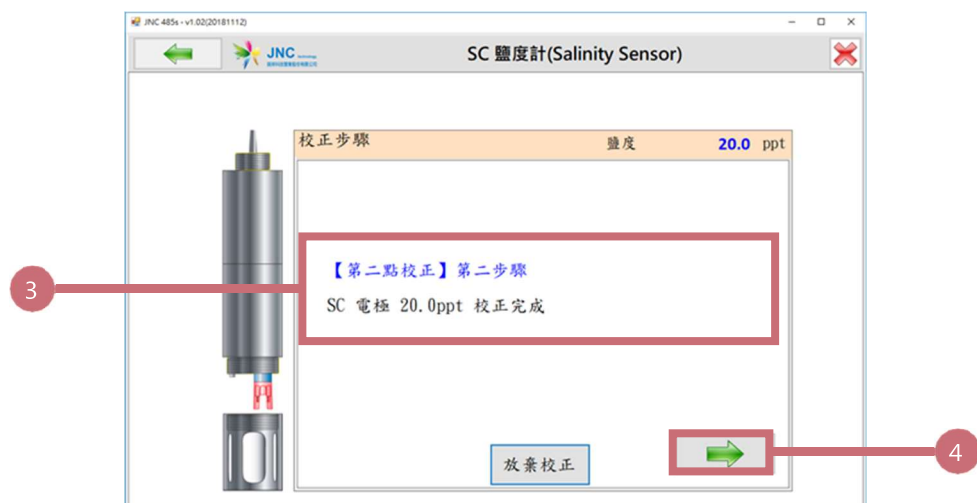 JNC 485s - v1.02(20181112)
JNC
SC 鹽度計(Salinity Sensor)
校正步驟 鹽度 20.0 ppt
【第二點校正】第二步驟
SC 電極 20.0ppt 校正完成
3
放棄校正
4